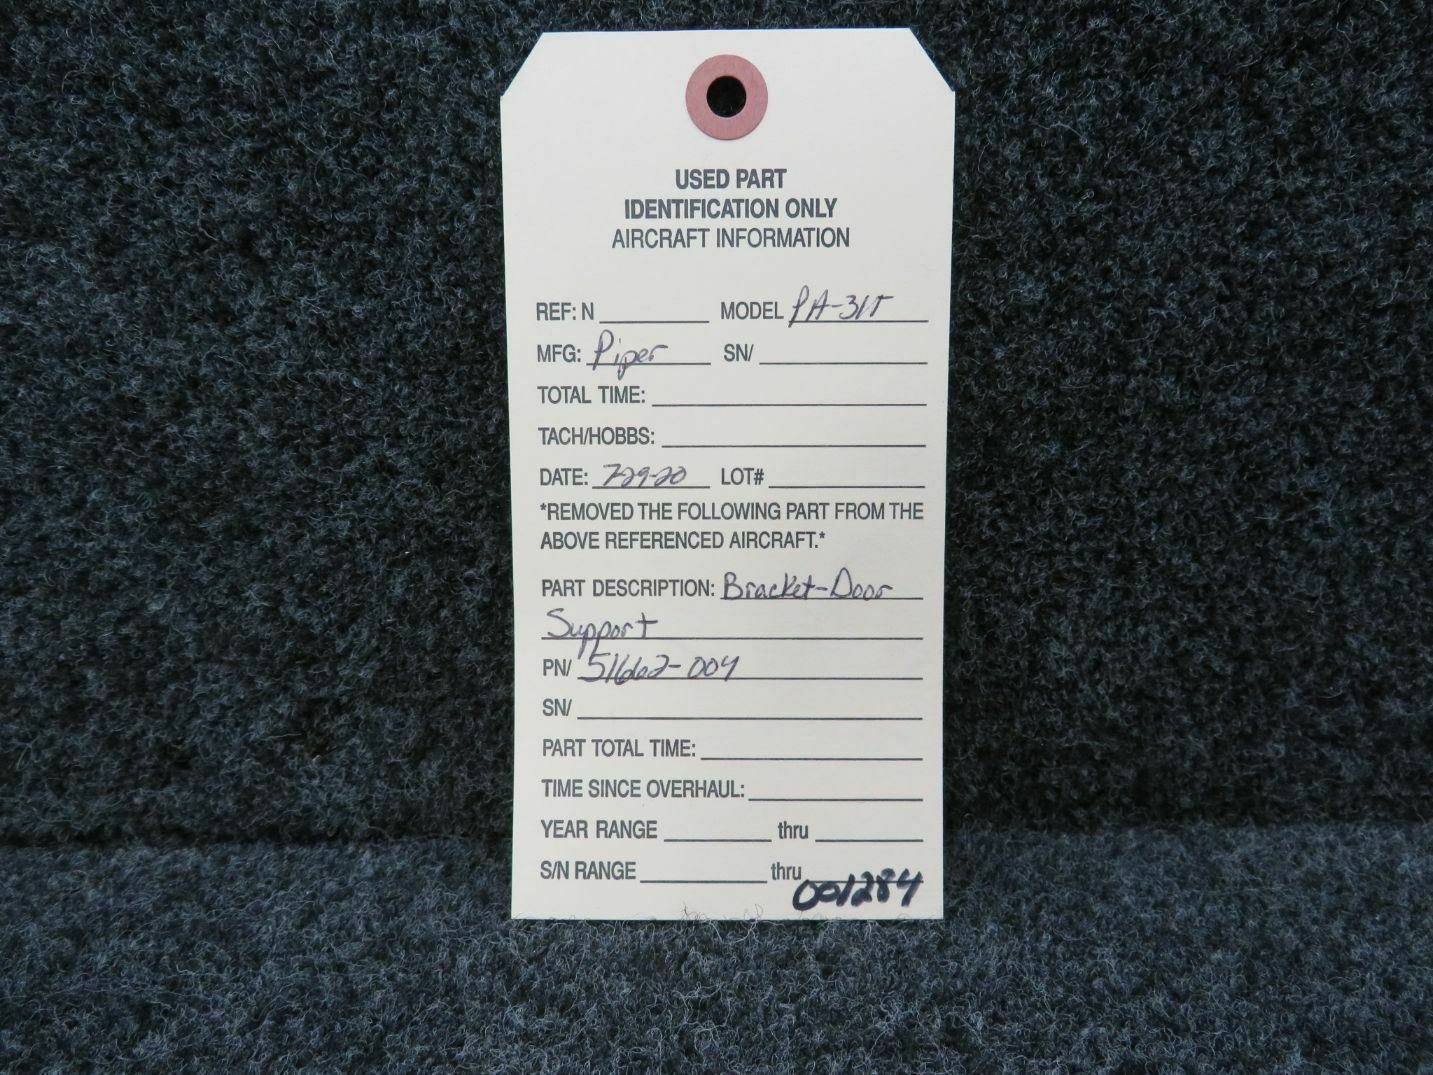 USED PART
IDENTIFICATION ONLY
AIRCRAFT INFORMATION
REF: N MODEL PA-31T
MFG: Piper SN/
TOTAL TIME:
TACH/HOBBS:
DATE: 7-29-20 LOT#
*REMOVED THE FOLLOWING PART FROM THE
ABOVE REFERENCED AIRCRAFT.*
PART DESCRIPTION: Bracket-Door
Support
PN/ 51662-004
SN/
PART TOTAL TIME:
TIME SINCE OVERHAUL:
YEAR RANGE thru
S/N RANGE thru
001284